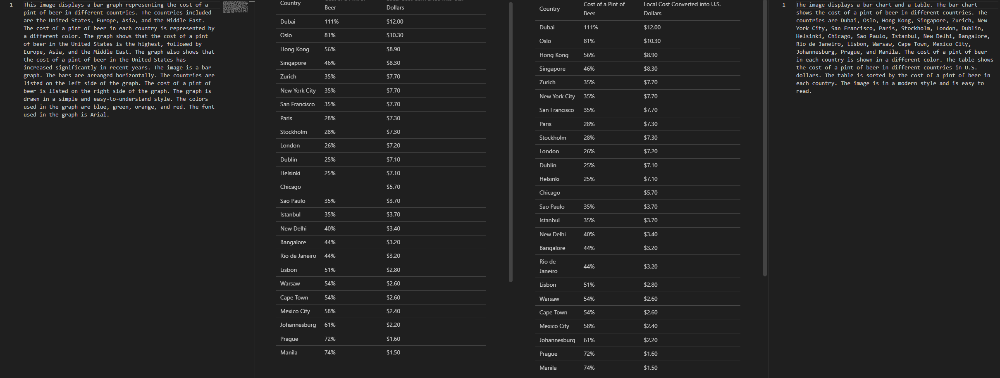 1 This image displays a bar graph representing the cost of a
pint of beer in different countries. The countries included
are the United States, Europe, Asia, and the Middle East.
The cost of a pint of beer in each country is represented by
a different color. The graph shows that the cost of a pint
of beer in the United States is the highest, followed by
Europe, Asia, and the Middle East. The graph also shows that
the cost of a pint of beer in the United States has
increased significantly in recent years. The image is a bar
graph. The bars are arranged horizontally. The countries are
listed on the left side of the graph. The cost of a pint of
beer is listed on the right side of the graph. The graph is
drawn in a simple and easy-to-understand style. The colors
used in the graph are blue, green, orange, and red. The font
used in the graph is Arial.
Country Beer Dollars
Dubai 111% $12.00
Oslo 81% $10.30
Hong Kong 56% $8.90
Singapore 46% $8.30
Zurich 35% $7.70
New York City 35% $7.70
San Francisco 35% $7.70
Paris 28% $7.30
Stockholm 28% $7.30
London 26% $7.20
Dublin 25% $7.10
Helsinki 25% $7.10
Chicago $5.70
Sao Paulo 35% $3.70
Istanbul 35% $3.70
New Delhi 40% $3.40
Bangalore 44% $3.20
Rio de Janeiro 44% $3.20
Lisbon 51% $2.80
Warsaw 54% $2.60
Cape Town 54% $2.60
Mexico City 58% $2.40
Johannesburg 61% $2.20
Prague 72% $1.60
Manila 74% $1.50
Cost of a Pint of Local Cost Converted into U.S.
Country Beer Dollars
Dubai 111% $12.00
Oslo 81% $10.30
Hong Kong 56% $8.90
Singapore 46% $8.30
Zurich 35% $7.70
New York City 35% $7.70
San Francisco 35% $7.70
Paris 28% $7.30
Stockholm 28% $7.30
London 26% $7.20
Dublin 25% $7.10
Helsinki 25% $7.10
Chicago $5.70
Sao Paulo 35% $3.70
Istanbul 35% $3.70
New Delhi 40% $3.40
Bangalore 44% $3.20
Rio de
Janeiro 44% $3.20
Lisbon 51% $2.80
Warsaw 54% $2.60
Cape Town 54% $2.60
Mexico City 58% $2.40
Johannesburg 61% $2.20
Prague 72% $1.60
Manila 74% $1.50
1 The image displays a bar chart and a table. The bar chart
shows the cost of a pint of beer in different countries. The
countries are Dubai, Oslo, Hong Kong, Singapore, Zurich, New
York City, San Francisco, Paris, Stockholm, London, Dublin,
Helsinki, Chicago, Sao Paulo, Istanbul, New Delhi, Bangalore,
Rio de Janeiro, Lisbon, Warsaw, Cape Town, Mexico City,
Johannesburg, Prague, and Manila. The cost of a pint of beer
in each country is shown in a different color. The table shows
the cost of a pint of beer in different countries in U.S.
dollars. The table is sorted by the cost of a pint of beer in
each country. The image is in a modern style and is easy to
read.